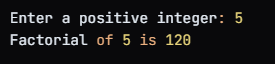 Enter a positive integer: 5
Factorial of 5 is 120